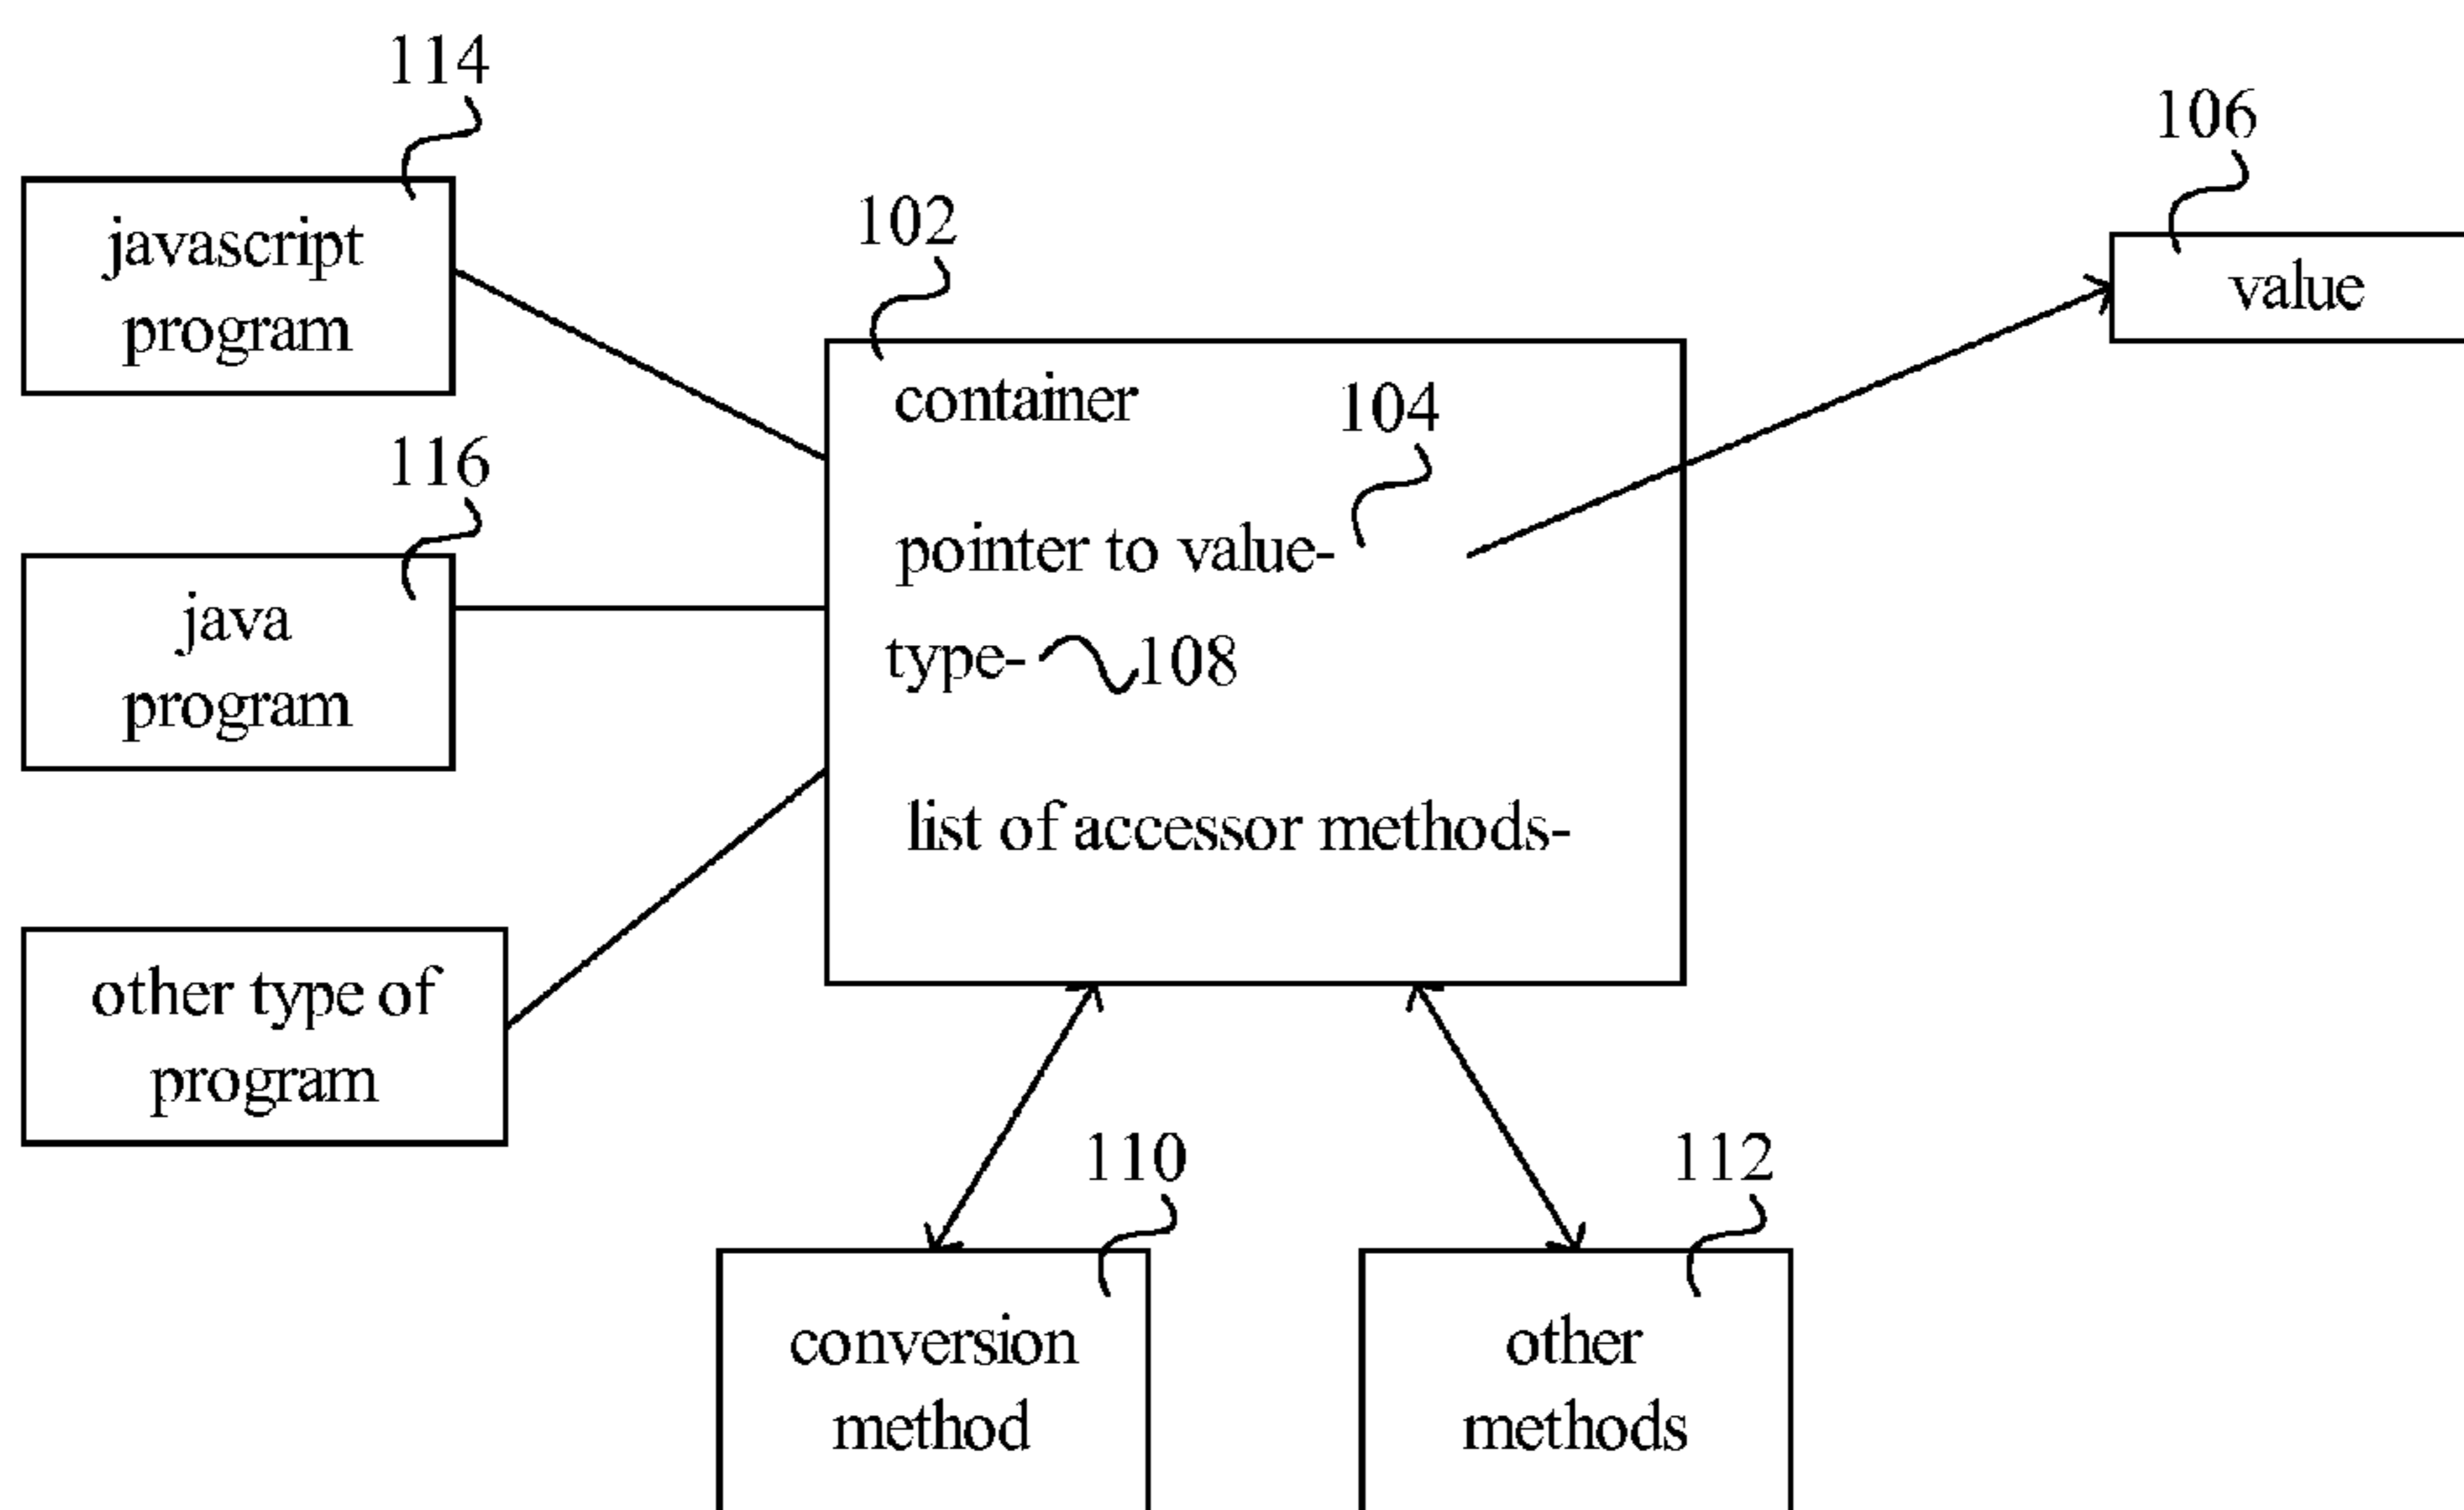 114
106
102
javascript
program
value
container
104
116
pointer to value-
java
program
type- 108
list of accessor methods-
other type of
program
110
112
conversion
method
other
methods